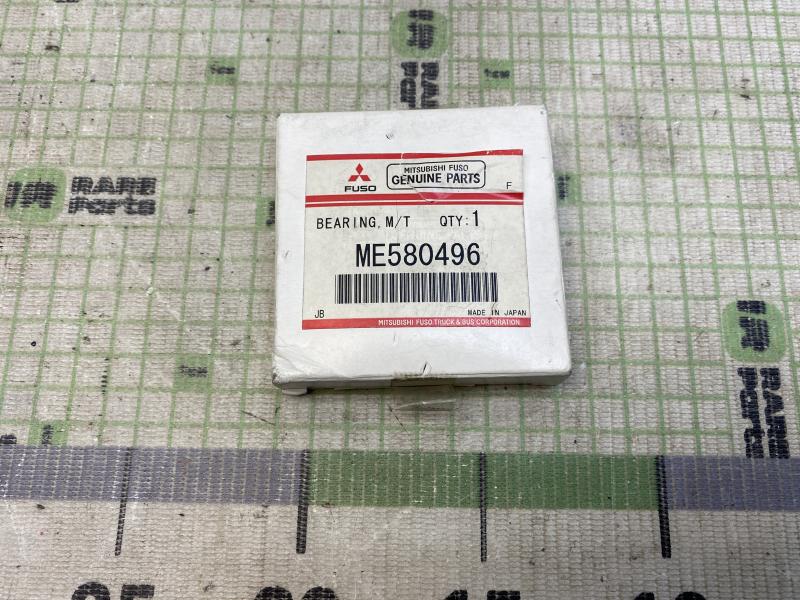 RARE
Parts
RARE
Parts
FUSO
MITSUBISHI FUSO
GENUINE PARTS
F
BEARING, M/T QTY:1
ME580496
JB
MADE IN JAPAN
MITSUBISHI FUSO TRUCK & BUS CORPORATION
RARE
Parts